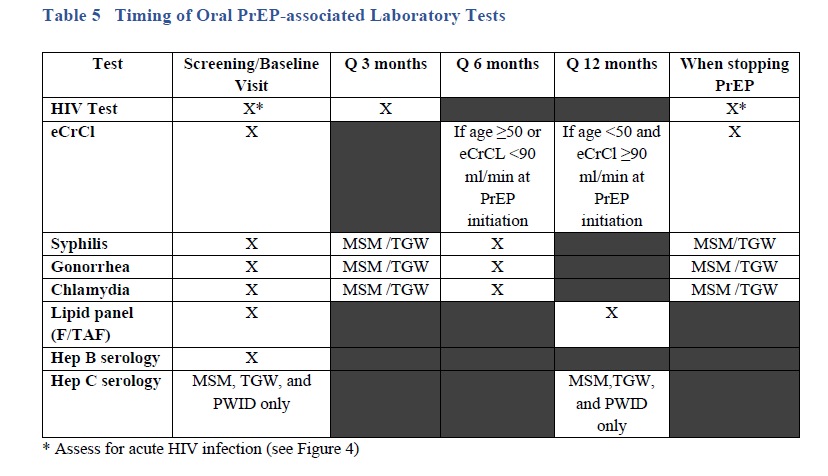 Table 5 Timing of Oral PrEP-associated Laboratory Tests
Test Screening/Baseline Visit Q 3 months Q 6 months Q 12 months When stopping PrEP
HIV Test X* X X*
eCrCl X If age ≥50 or eCrCL <90 ml/min at PrEP initiation If age <50 and eCrCl ≥90 ml/min at PrEP initiation X
Syphilis X MSM /TGW X MSM/TGW
Gonorrhea X MSM /TGW X MSM /TGW
Chlamydia X MSM /TGW X MSM /TGW
Lipid panel (F/TAF) X X
Hep B serology X
Hep C serology MSM, TGW, and PWID only MSM,TGW, and PWID only
* Assess for acute HIV infection (see Figure 4)